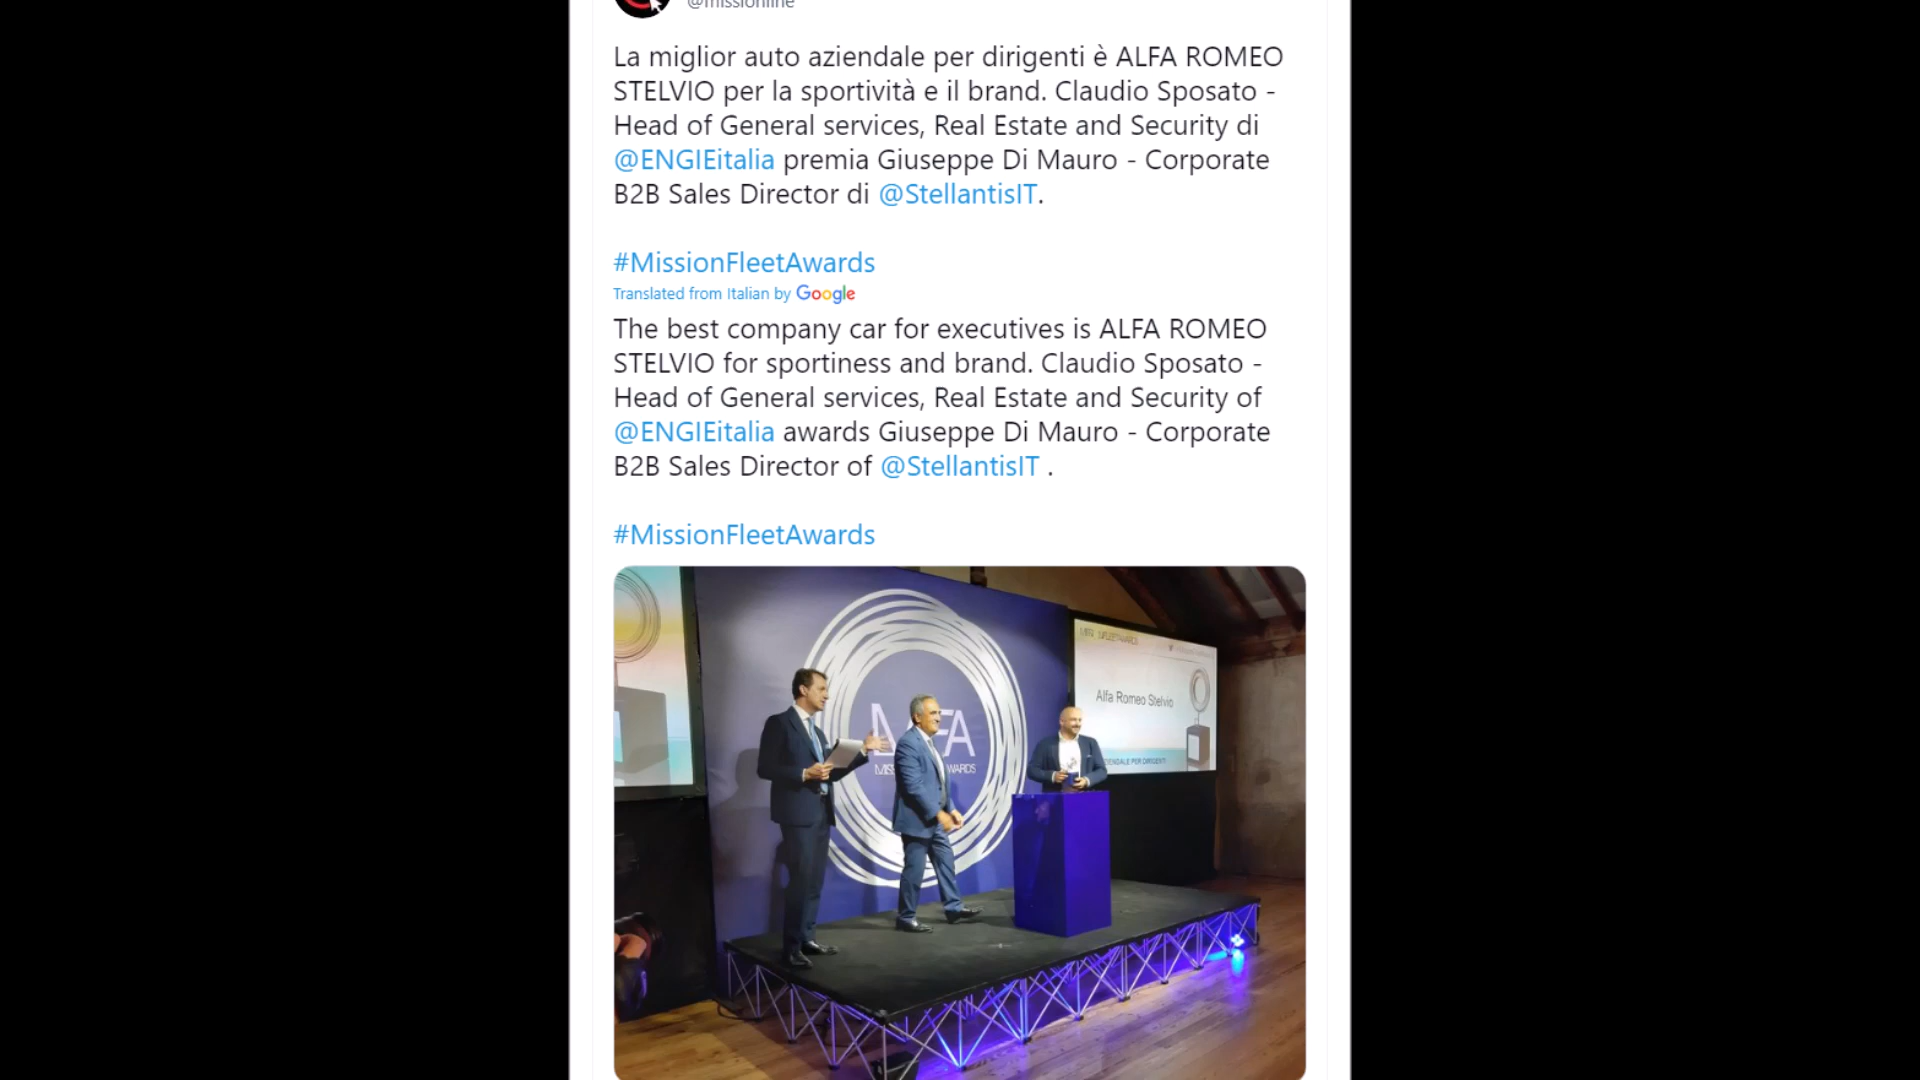 @missionline
La miglior auto aziendale per dirigenti è ALFA ROMEO
STELVIO per la sportività e il brand. Claudio Sposato -
Head of General services, Real Estate and Security di
@ENGIEitalia premia Giuseppe Di Mauro - Corporate
B2B Sales Director di @StellantisIT.
#MissionFleetAwards
Translated from Italian by Google
The best company car for executives is ALFA ROMEO
STELVIO for sportiness and brand. Claudio Sposato -
Head of General services, Real Estate and Security of
@ENGIEitalia awards Giuseppe Di Mauro - Corporate
B2B Sales Director of @StellantisIT .
#MissionFleetAwards
Alfa Romeo Stelvio